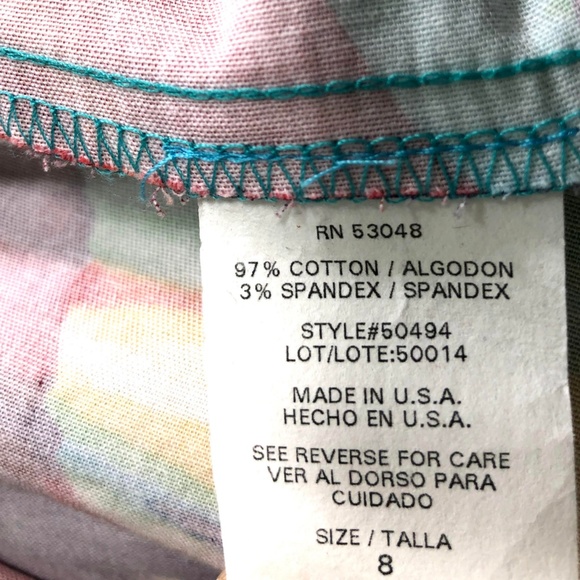 RN 53048
97% COTTON / ALGODON
3% SPANDEX / SPANDEX
STYLE#50494
LOT/LOTE:50014
MADE IN U.S.A.
HECHO EN U.S.A.
SEE REVERSE FOR CARE
VER AL DORSO PARA
CUIDADO
SIZE / TALLA
8